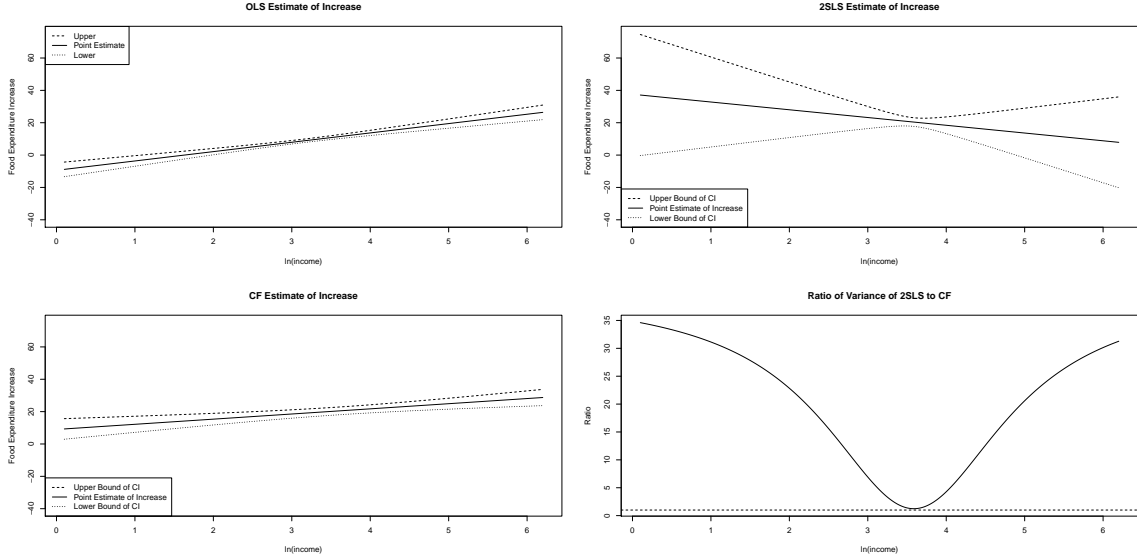 OLS Estimate of Increase
Upper
Point Estimate
Lower
Food Expenditure Increase
60
40
20
0
−20
−40
0 1 2 3 4 5 6
ln(income)
2SLS Estimate of Increase
Food Expenditure Increase
60
40
20
0
−20
−40
Upper Bound of CI
Point Estimate of Increase
Lower Bound of CI
0 1 2 3 4 5 6
ln(income)
CF Estimate of Increase
Food Expenditure Increase
60
40
20
0
−20
−40
Upper Bound of CI
Point Estimate of Increase
Lower Bound of CI
0 1 2 3 4 5 6
ln(income)
Ratio of Variance of 2SLS to CF
Ratio
35
30
25
20
15
10
5
0
0 1 2 3 4 5 6
ln(income)